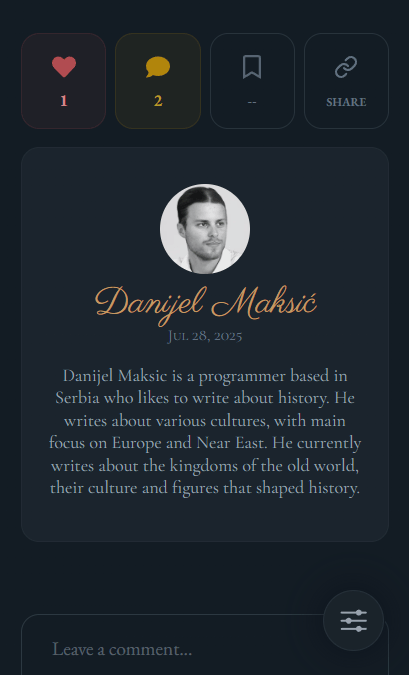 1 2 -- SHARE
Danijel Maksić
Jul 28, 2025
Danijel Maksic is a programmer based in
Serbia who likes to write about history. He
writes about various cultures, with main
focus on Europe and Near East. He currently
writes about the kingdoms of the old world,
their culture and figures that shaped history.
Leave a comment...